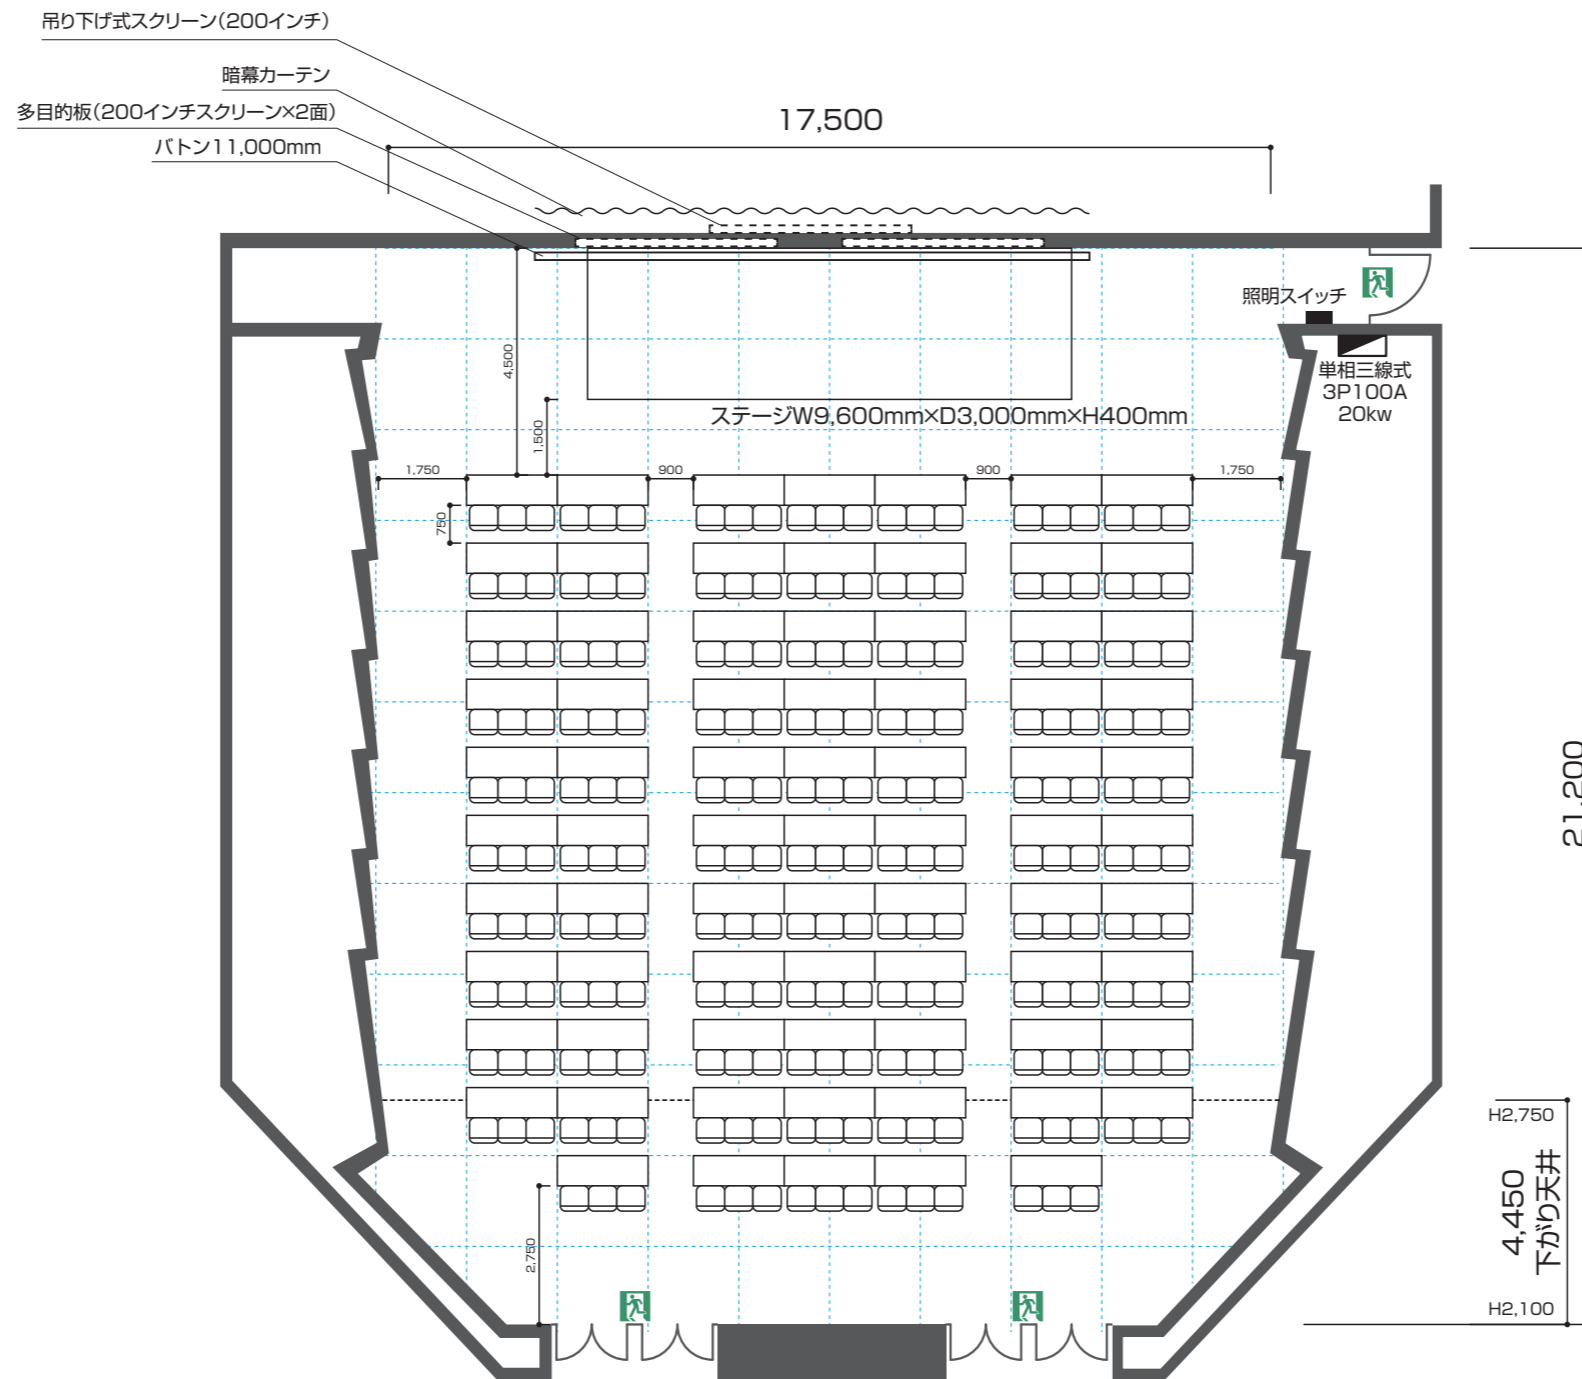 吊り下げ式スクリーン(200インチ)
暗幕カーテン
多目的板(200インチスクリーン×2面)
バトン11,000mm
17,500
照明スイッチ
単相三線式
3P100A
20kw
4,500
1,500
ステージW9,600mm×D3,000mm×H400mm
1,750
900
900
1,750
750
21,200
H2,750
4,450
下がり天井
H2,100
2,750